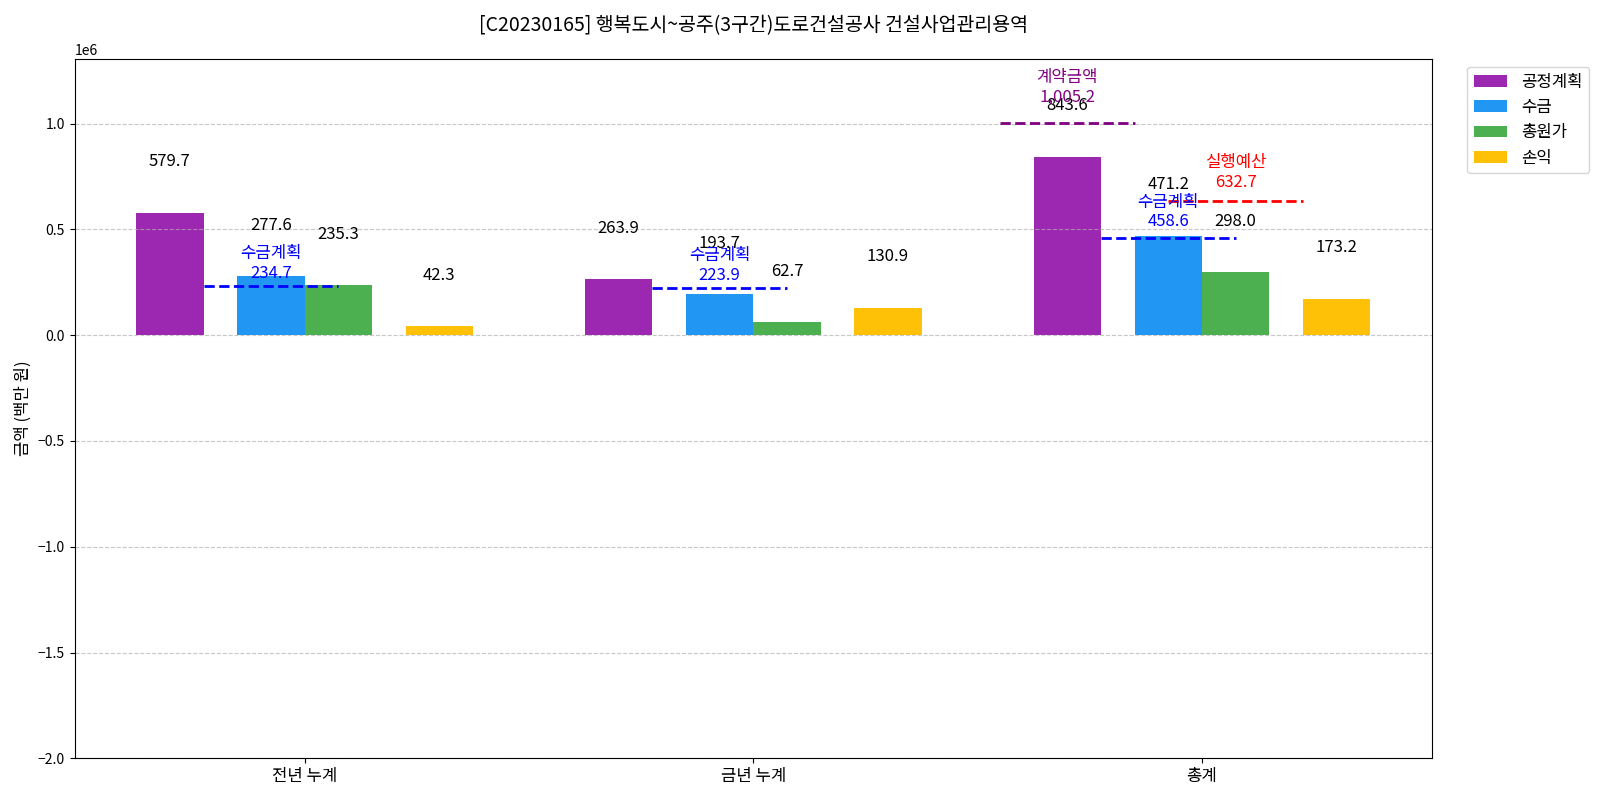 [C20230165] 행복도시~공주(3구간)도로건설공사 건설사업관리용역
1e6
공정계획
수금
총원가
손익
계약금액
1,005.2
843.6
579.7
실행예산
632.7
471.2
수금계획
458.6
298.0
277.6
235.3
수금계획
234.7
42.3
263.9
193.7
수금계획
223.9
62.7
130.9
173.2
1.0
0.5
0.0
−0.5
−1.0
−1.5
−2.0
금액 (백만 원)
전년 누계
금년 누계
총계